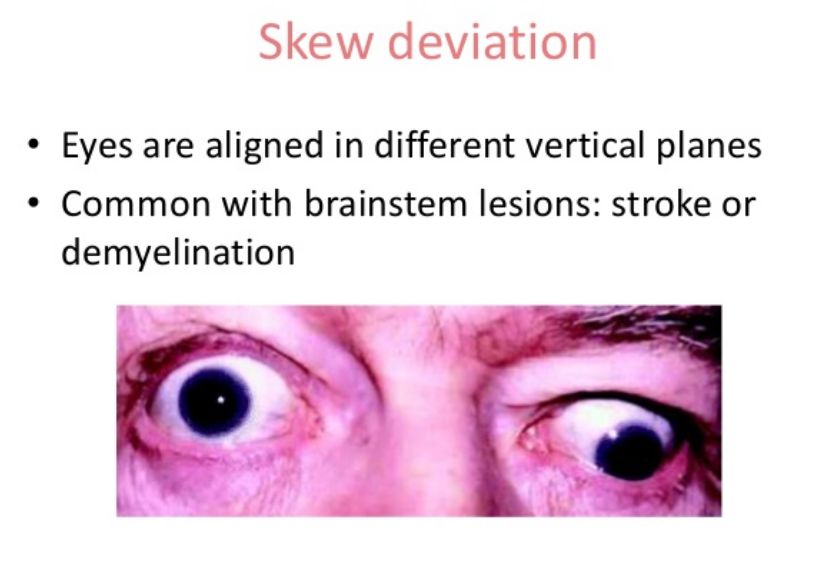 Skew deviation
• Eyes are aligned in different vertical planes
• Common with brainstem lesions: stroke or
demyelination